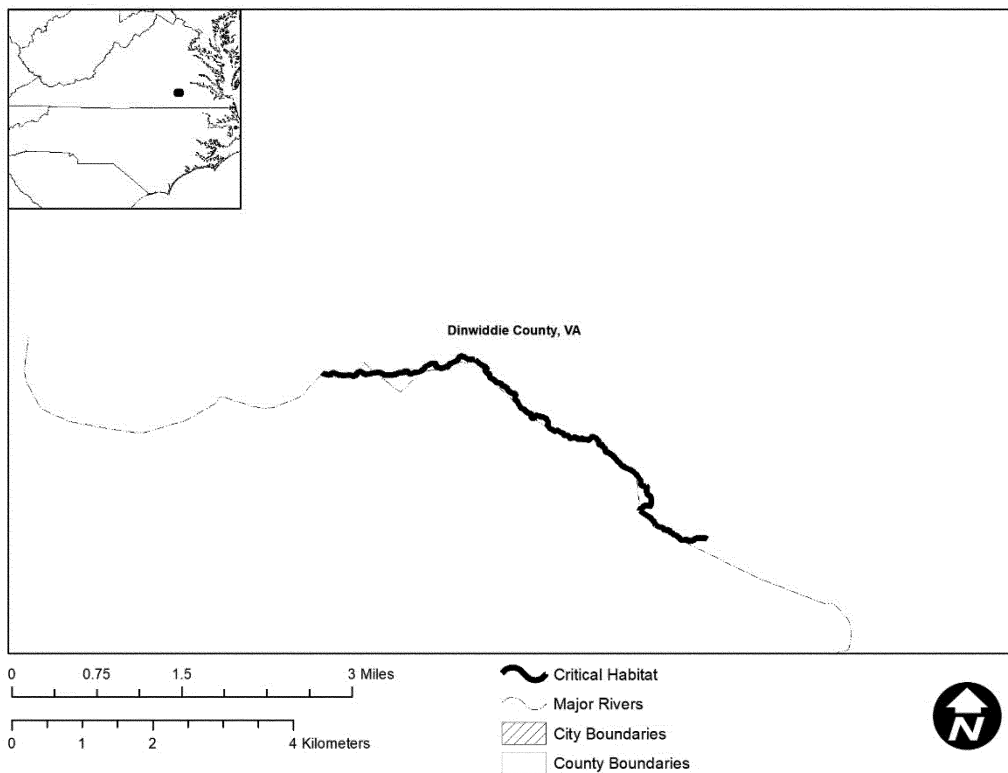 Dinwiddie County, VA
0 0.75 1.5 3 Miles
0 1 2 4 Kilometers
Critical Habitat
Major Rivers
City Boundaries
County Boundaries
N